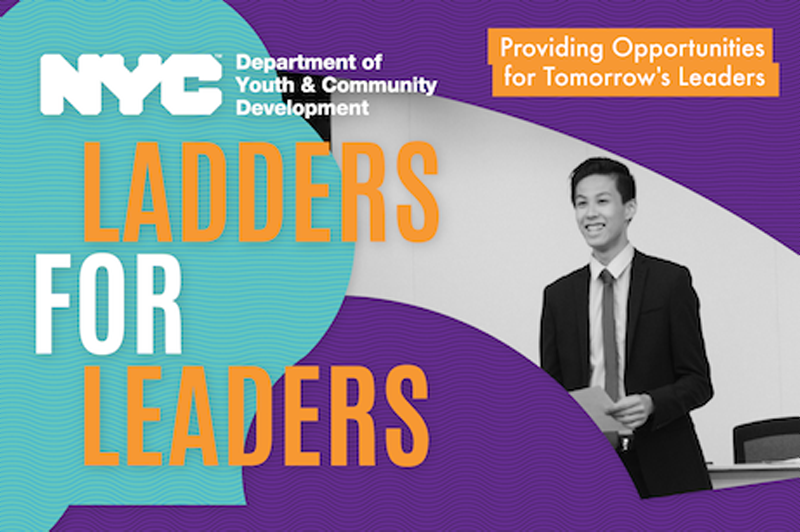 NYC
Department of
Youth & Community
Development
Providing Opportunities
for Tomorrow's Leaders
LADDERS
FOR
LEADERS